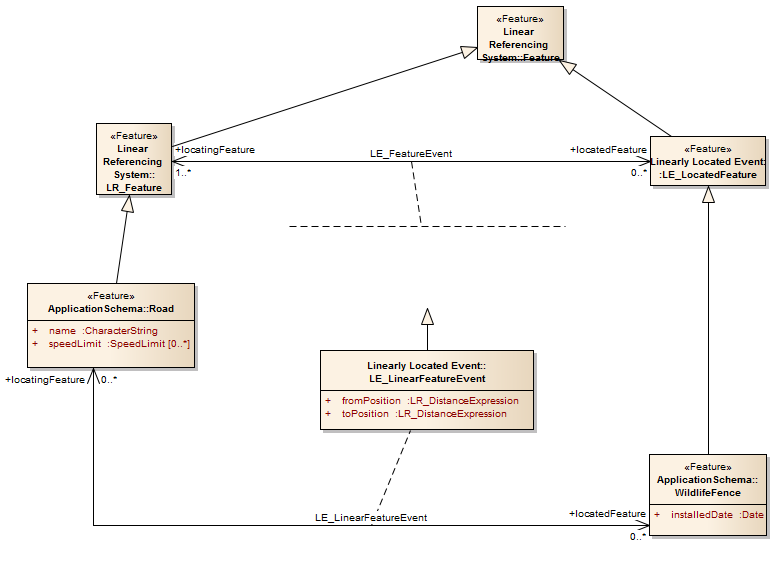 «Feature»
Linear
Referencing
System::Feature
«Feature»
Linear
Referencing
System::
LR_Feature
+locatingFeature
1..*
LE_FeatureEvent
+locatedFeature
0..*
«Feature»
Linearly Located Event:
:LE_LocatedFeature
«Feature»
ApplicationSchema::Road
+ name :CharacterString
+ speedLimit :SpeedLimit [0..*]
+locatingFeature
0..*
Linearly Located Event::
LE_LinearFeatureEvent
+ fromPosition :LR_DistanceExpression
+ toPosition :LR_DistanceExpression
«Feature»
ApplicationSchema::
WildlifeFence
+ installedDate :Date
LE_LinearFeatureEvent
+locatedFeature
0..*